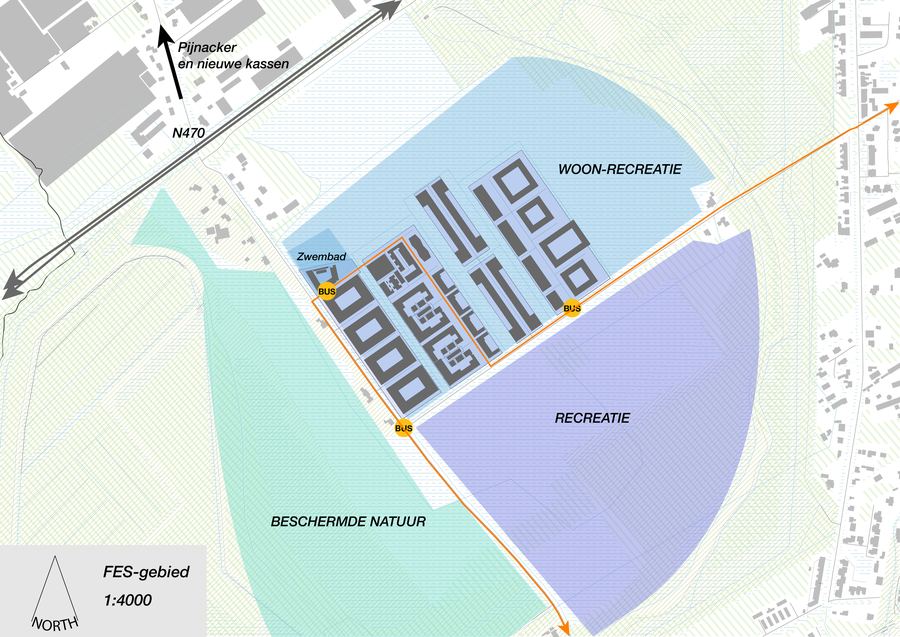 Pijnacker
en nieuwe kassen
N470
WOON-RECREATIE
Zwembad
BUS
BUS
RECREATIE
BUS
BESCHERMDE NATUUR
FES-gebied
1:4000
NORTH